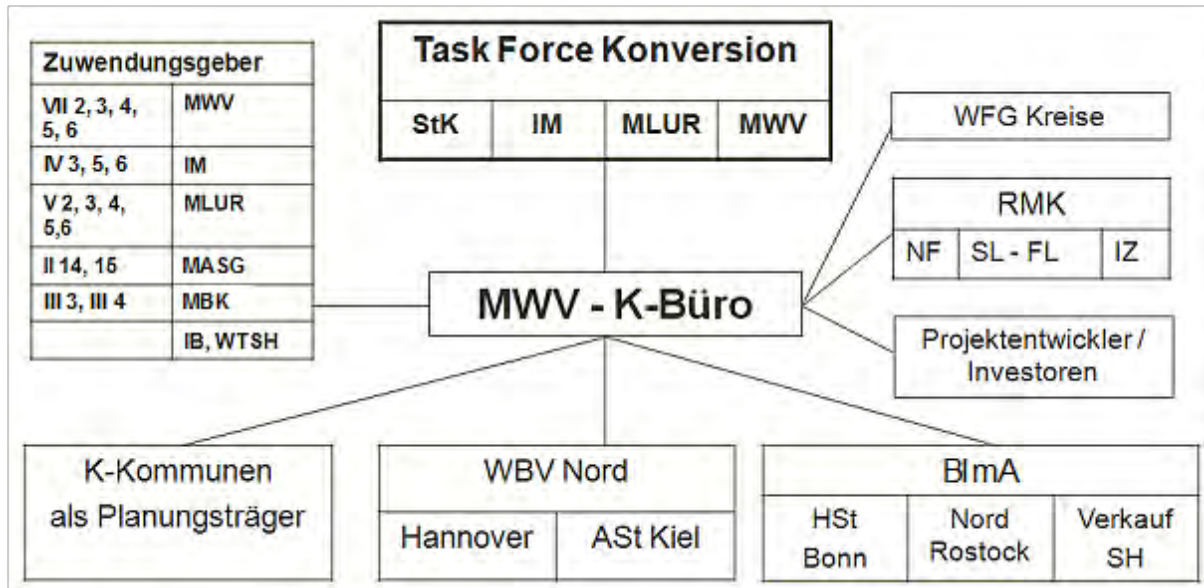 Task Force Konversion
StK IM MLUR MWV
Zuwendungsgeber
VII 2, 3, 4, MWV
5, 6
IV 3, 5, 6 IM
V 2, 3, 4, MLUR
5,6
II 14, 15 MASG
III 3, III 4 MBK
IB, WTSH
WFG Kreise
RMK
NF SL - FL IZ
Projektentwickler /
Investoren
MWV - K-Büro
K-Kommunen
als Planungsträger
WBV Nord
Hannover ASt Kiel
BImA
HSt Nord Verkauf
Bonn Rostock SH